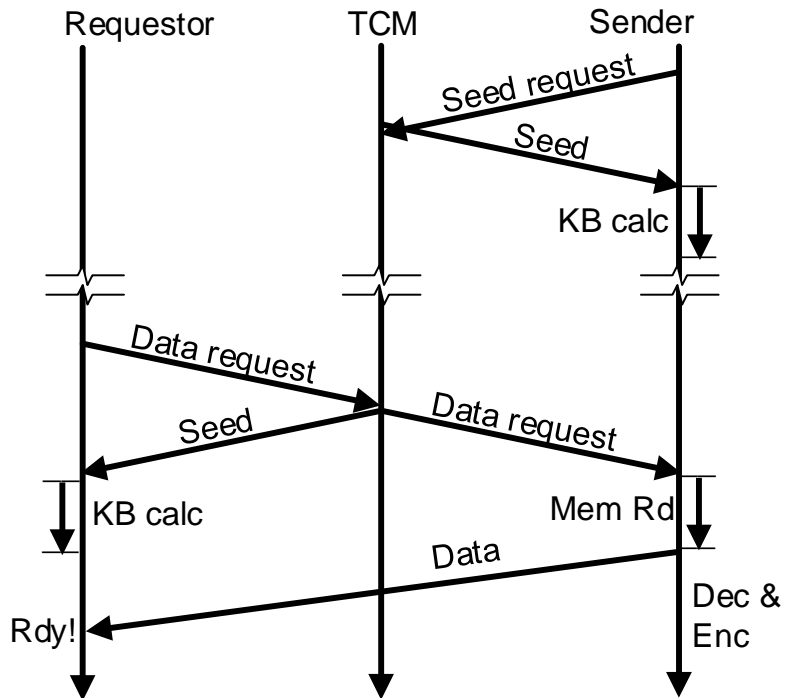 Requestor
TCM
Sender
Seed request
Seed
KB calc
Data request
Seed
Data request
KB calc
Mem Rd
Data
Dec &
Enc
Rdy!